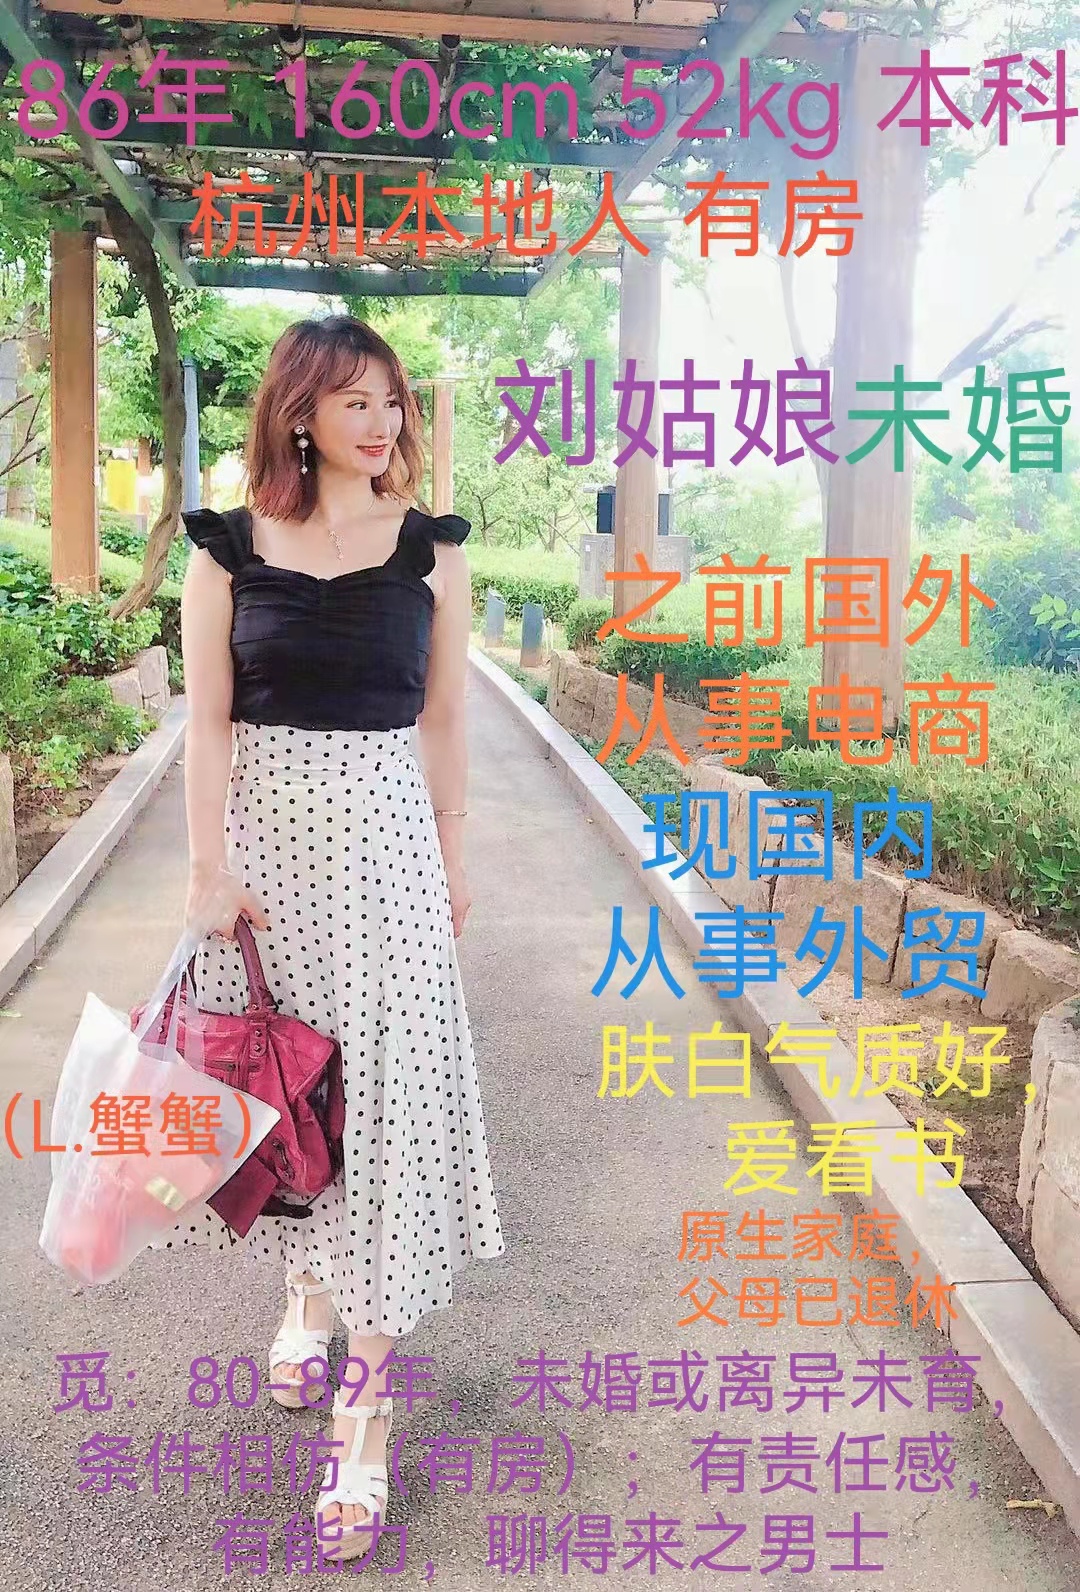 86年 160cm 52kg 本科
杭州本地人 有房
刘姑娘未婚
之前国外
从事电商
现国内
从事外贸
肤白气质好，
爱看书
（L.蟹蟹）
原生家庭，
父母已退休
觅：80-89年，未婚或离异未育，
条件相仿（有房）；有责任感，
有能力，聊得来之男士